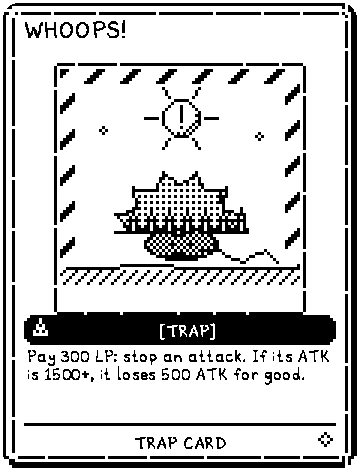 WHOOPS!
[TRAP]
Pay 300 LP: stop an attack. If its ATK
is 1500+, it loses 500 ATK for good.
TRAP CARD